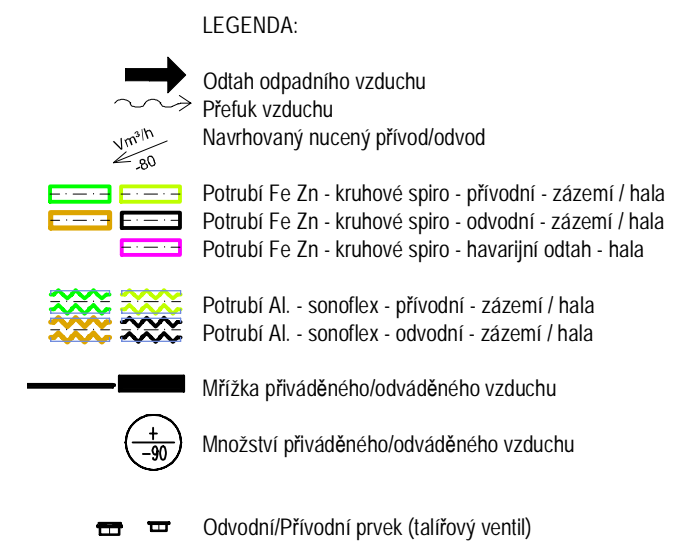 LEGENDA:
Odtah odpadního vzduchu
Přefuk vzduchu
Vm³/h
-80
Navrhovaný nucený přívod/odvod
Potrubí Fe Zn - kruhové spiro - přívodní - zázemí / hala
Potrubí Fe Zn - kruhové spiro - odvodní - zázemí / hala
Potrubí Fe Zn - kruhové spiro - havarijní odtah - hala
Potrubí Al. - sonoflex - přívodní - zázemí / hala
Potrubí Al. - sonoflex - odvodní - zázemí / hala
Mřížka přiváděného/odváděného vzduchu
+
-90
Množství přiváděného/odváděného vzduchu
Odvodní/Přívodní prvek (talířový ventil)